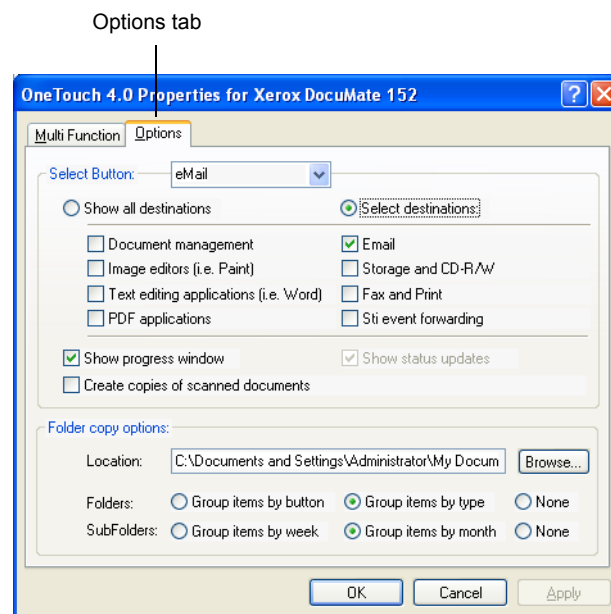 Options tab
OneTouch 4.0 Properties for Xerox DocuMate 152
Multi Function Options
Select Button: eMail
Show all destinations Select destinations:
Document management Email
Image editors (i.e. Paint) Storage and CD-R/W
Text editing applications (i.e. Word) Fax and Print
PDF applications Sti event forwarding
Show progress window Show status updates
Create copies of scanned documents
Folder copy options:
Location: C:\Documents and Settings\Administrator\My Docum Browse...
Folders: Group items by button Group items by type None
SubFolders: Group items by week Group items by month None
OK Cancel Apply